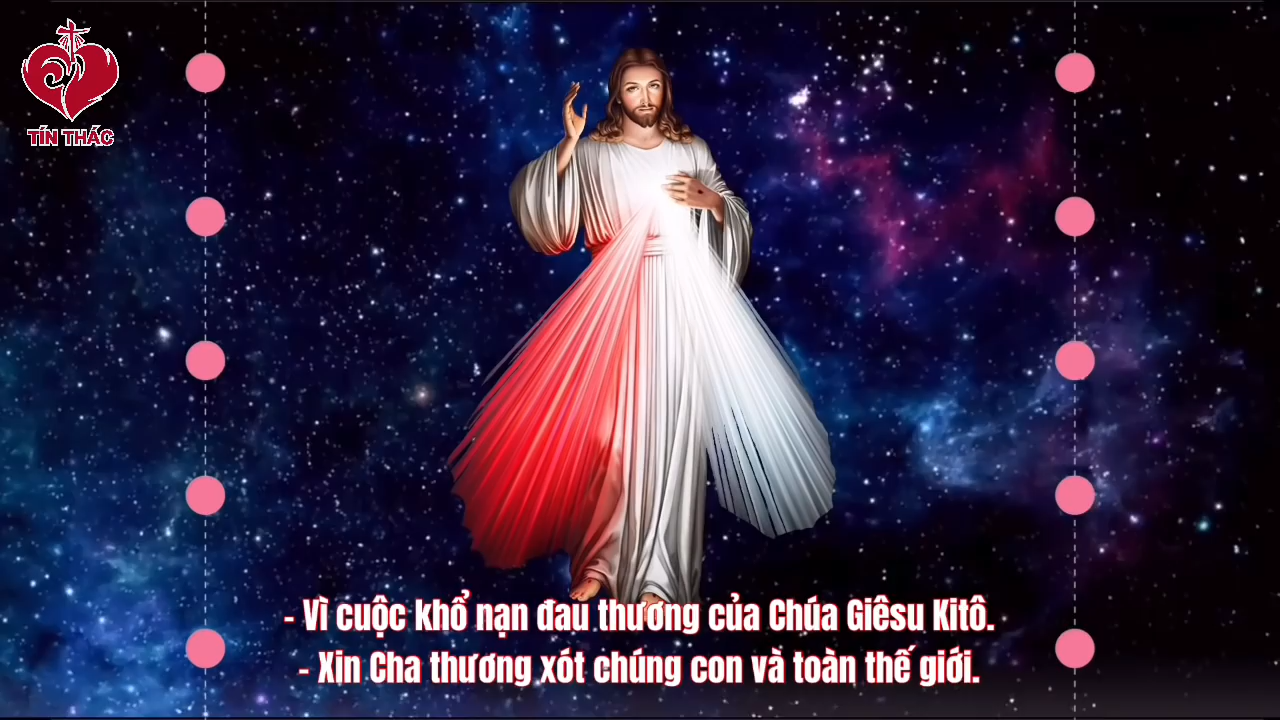 TÍN THÁC
- Vì cuộc khổ nạn đau thương của Chúa Giêsu Kitô.
- Xin Cha thương xót chúng con và toàn thế giới.